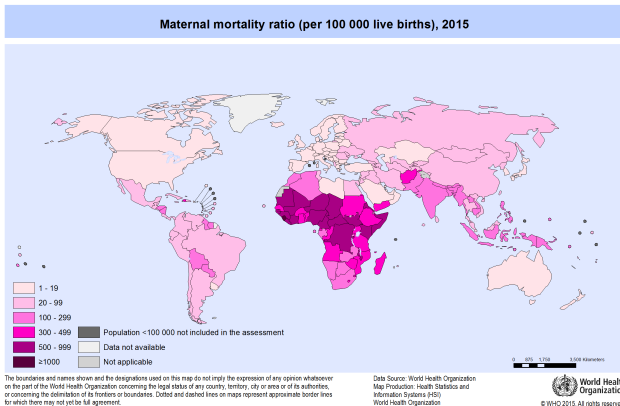 Maternal mortality ratio (per 100 000 live births), 2015
1 - 19
20 - 99
100 - 299
300 - 499
500 - 999
≥1000
Population <100 000 not included in the assessment
Data not available
Not applicable
0 875 1,750 3,500 Kilometers
The boundaries and names shown and the designations used on this map do not imply the expression of any opinion whatsoever
on the part of the World Health Organization concerning the legal status of any country, territory, city or area or of its authorities,
or concerning the delimitation of its frontiers or boundaries. Dotted and dashed lines on maps represent approximate border lines
for which there may not yet be full agreement.
Data Source: World Health Organization
Map Production: Health Statistics and
Information Systems (HSI)
World Health Organization
World Heal
Organizatio
© WHO 2015. All rights reserve